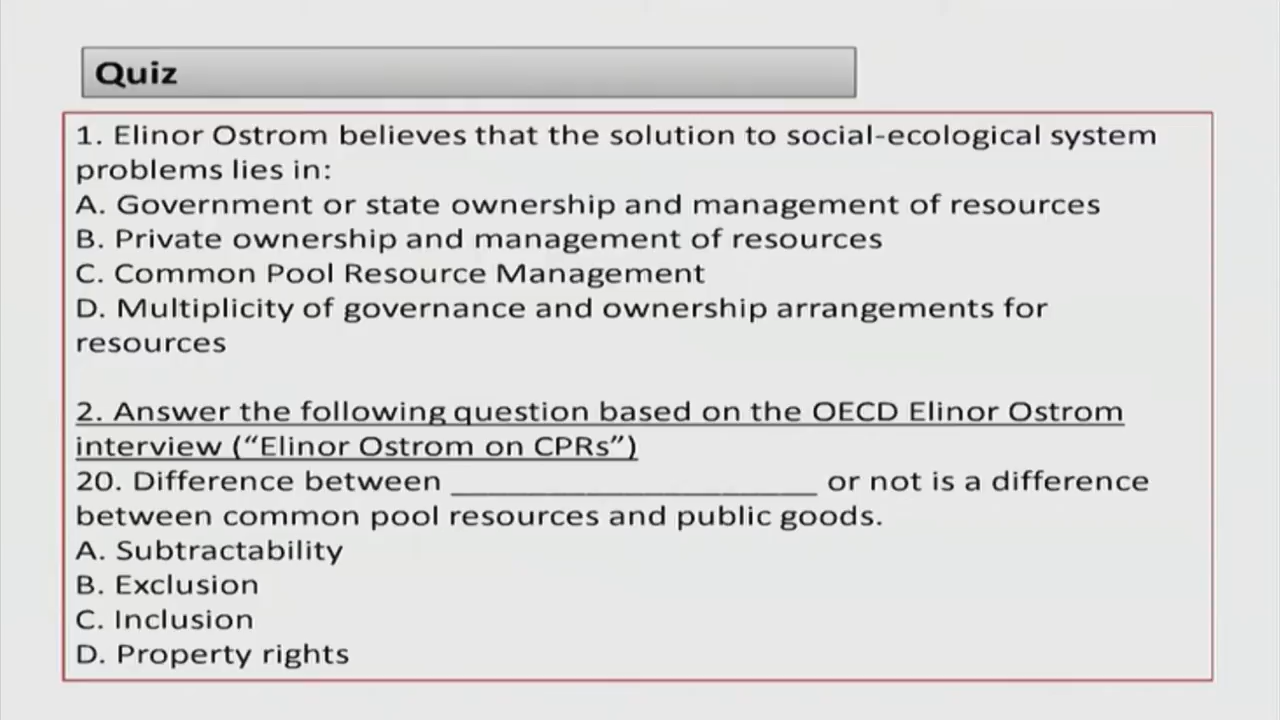 Quiz
1. Elinor Ostrom believes that the solution to social-ecological system
problems lies in:
A. Government or state ownership and management of resources
B. Private ownership and management of resources
C. Common Pool Resource Management
D. Multiplicity of governance and ownership arrangements for
resources
2. Answer the following question based on the OECD Elinor Ostrom
interview (“Elinor Ostrom on CPRs”)
20. Difference between ______________________ or not is a difference
between common pool resources and public goods.
A. Subtractability
B. Exclusion
C. Inclusion
D. Property rights